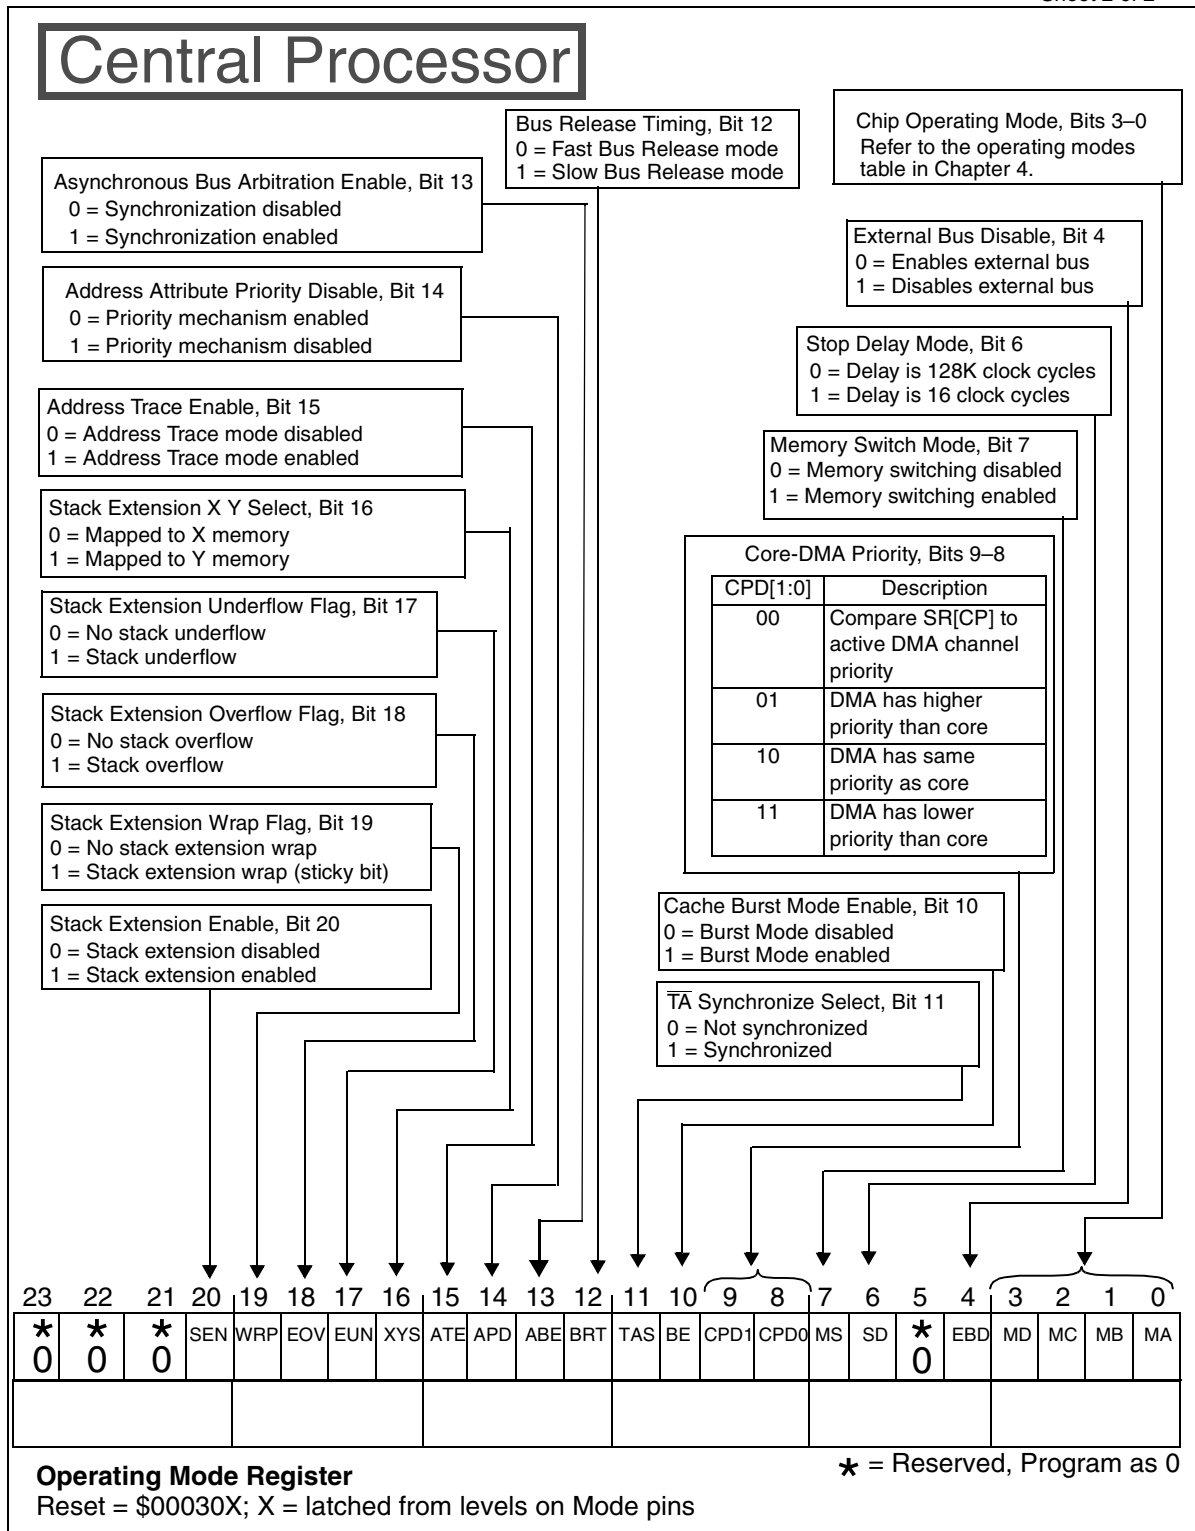 Central Processor
Bus Release Timing, Bit 12
0 = Fast Bus Release mode
1 = Slow Bus Release mode
Chip Operating Mode, Bits 3–0
Refer to the operating modes
table in Chapter 4.
Asynchronous Bus Arbitration Enable, Bit 13
0 = Synchronization disabled
1 = Synchronization enabled
External Bus Disable, Bit 4
0 = Enables external bus
1 = Disables external bus
Address Attribute Priority Disable, Bit 14
0 = Priority mechanism enabled
1 = Priority mechanism disabled
Stop Delay Mode, Bit 6
0 = Delay is 128K clock cycles
1 = Delay is 16 clock cycles
Address Trace Enable, Bit 15
0 = Address Trace mode disabled
1 = Address Trace mode enabled
Memory Switch Mode, Bit 7
0 = Memory switching disabled
1 = Memory switching enabled
Stack Extension X Y Select, Bit 16
0 = Mapped to X memory
1 = Mapped to Y memory
Core-DMA Priority, Bits 9–8
CPD[1:0] Description
00 Compare SR[CP] to
active DMA channel
priority
01 DMA has higher
priority than core
10 DMA has same
priority as core
11 DMA has lower
priority than core
Stack Extension Underflow Flag, Bit 17
0 = No stack underflow
1 = Stack underflow
Stack Extension Overflow Flag, Bit 18
0 = No stack overflow
1 = Stack overflow
Stack Extension Wrap Flag, Bit 19
0 = No stack extension wrap
1 = Stack extension wrap (sticky bit)
Cache Burst Mode Enable, Bit 10
0 = Burst Mode disabled
1 = Burst Mode enabled
Stack Extension Enable, Bit 20
0 = Stack extension disabled
1 = Stack extension enabled
T̅A̅ Synchronize Select, Bit 11
0 = Not synchronized
1 = Synchronized
23 22 21 20 19 18 17 16 15 14 13 12 11 10 9 8 7 6 5 4 3 2 1 0
* * * SEN WRP EOV EUN XYS ATE APD ABE BRT TAS BE CPD1 CPD0 MS SD * EBD MD MC MB MA
0 0 0 0
Operating Mode Register
* = Reserved, Program as 0
Reset = $00030X; X = latched from levels on Mode pins